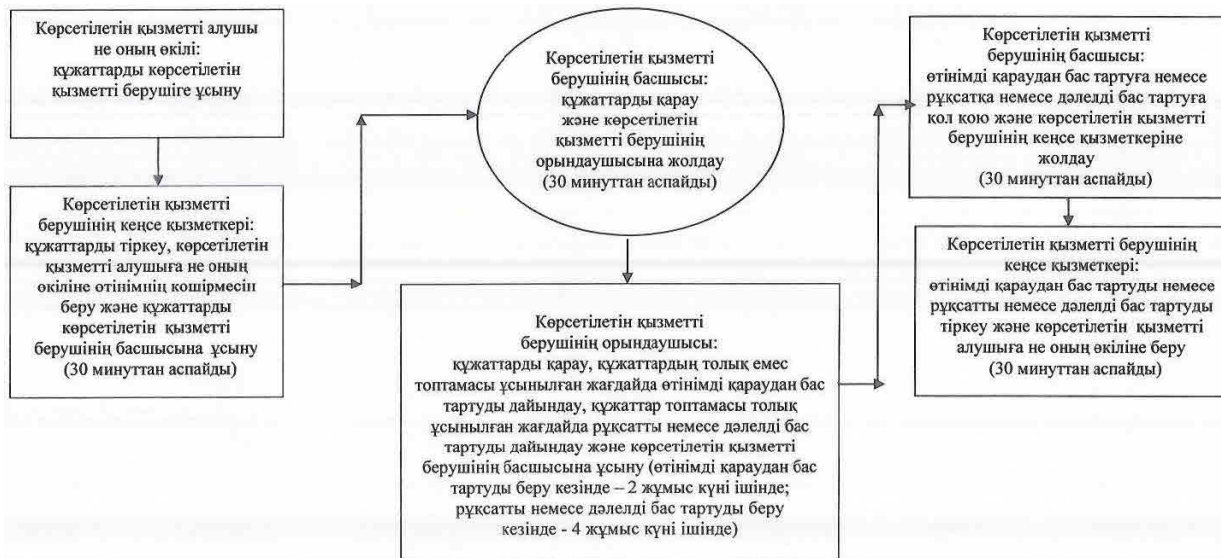 Көрсетілетін қызметті алушы
не оның өкілі:
құжаттарды көрсетілетін
қызметті берушіге ұсыну
Көрсетілетін қызметті
берушінің кеңсе қызметкері:
құжаттарды тіркеу, көрсетілетін
қызметті алушыға не оның
өкіліне өтінімнің көшірмесін
беру және құжаттарды
көрсетілетін қызметті
берушінің басшысына ұсыну
(30 минуттан аспайды)
Көрсетілетін қызметті
берушінің басшысы:
құжаттарды қарау
және көрсетілетін
қызметті берушінің
орындаушысына жолдау
(30 минуттан аспайды)
Көрсетілетін қызметті
берушінің орындаушысы:
құжаттарды қарау, құжаттардың толық емес
топтамасы ұсынылған жағдайда өтінімді қараудан бас
тартуды дайындау, құжаттар топтамасы толық
ұсынылған жағдайда рұқсатты немесе дәлелді бас
тартуды дайындау және көрсетілетін қызметті
берушінің басшысына ұсыну (өтінімді қараудан бас
тартуды беру кезінде – 2 жұмыс күні ішінде;
рұқсатты немесе дәлелді бас тартуды беру
кезінде - 4 жұмыс күні ішінде)
Көрсетілетін қызметті
берушінің басшысы:
өтінімді қараудан бас тартуға немесе
рұқсатқа немесе дәлелді бас тартуға
қол қою және көрсетілетін қызметті
берушінің кеңсе қызметкеріне
жолдау
(30 минуттан аспайды)
Көрсетілетін қызметті берушінің
кеңсе қызметкері:
өтінімді қараудан бас тартуды немесе
рұқсатты немесе дәлелді бас тартуды
тіркеу және көрсетілетін қызметті
алушыға не оның өкіліне беру
(30 минуттан аспайды)